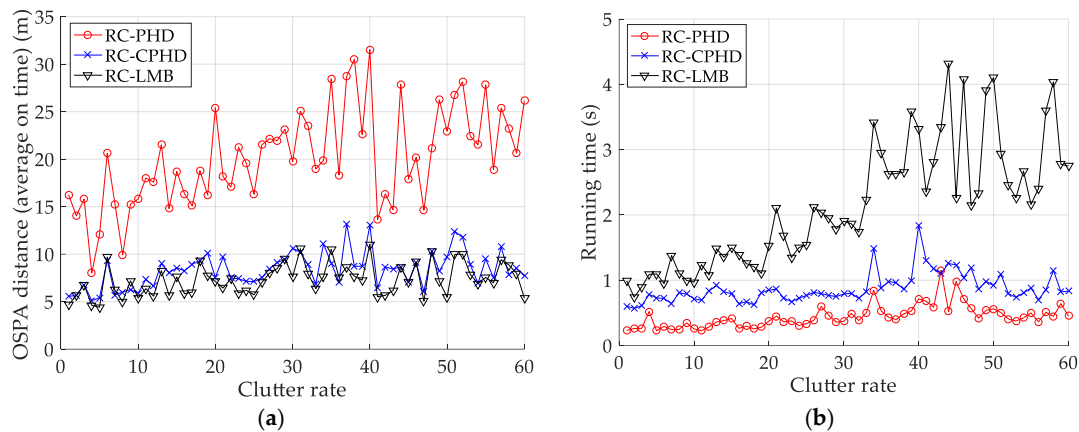 OSPA distance (average on time) (m)
35
30
25
20
15
10
5
0
RC-PHD
RC-CPHD
RC-LMB
0 10 20 30 40 50 60
Clutter rate
(a)
Running time (s)
5
4
3
2
1
0
RC-PHD
RC-CPHD
RC-LMB
0 10 20 30 40 50 60
Clutter rate
(b)